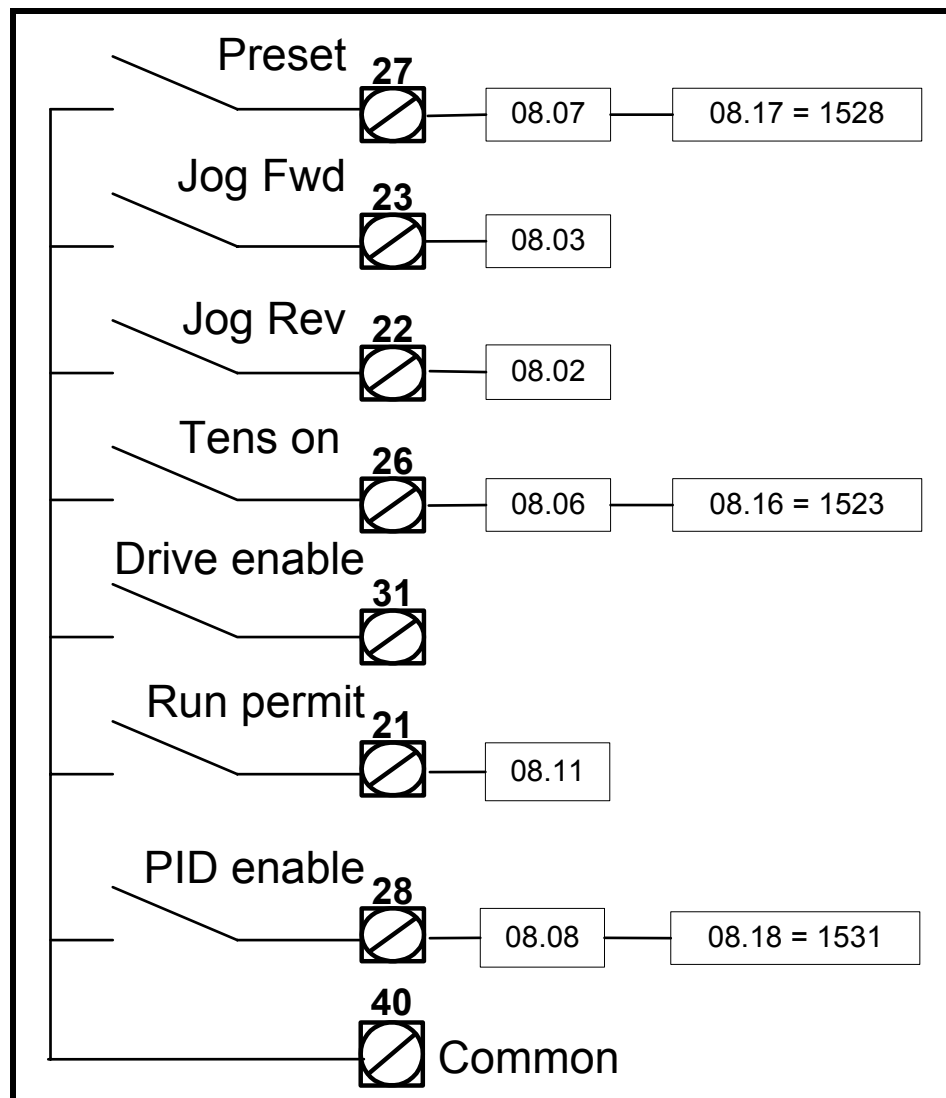 Preset
27
08.07
08.17 = 1528
Jog Fwd
23
08.03
Jog Rev
22
08.02
Tens on
26
08.06
08.16 = 1523
Drive enable
31
Run permit
21
08.11
PID enable
28
08.08
08.18 = 1531
40
Common